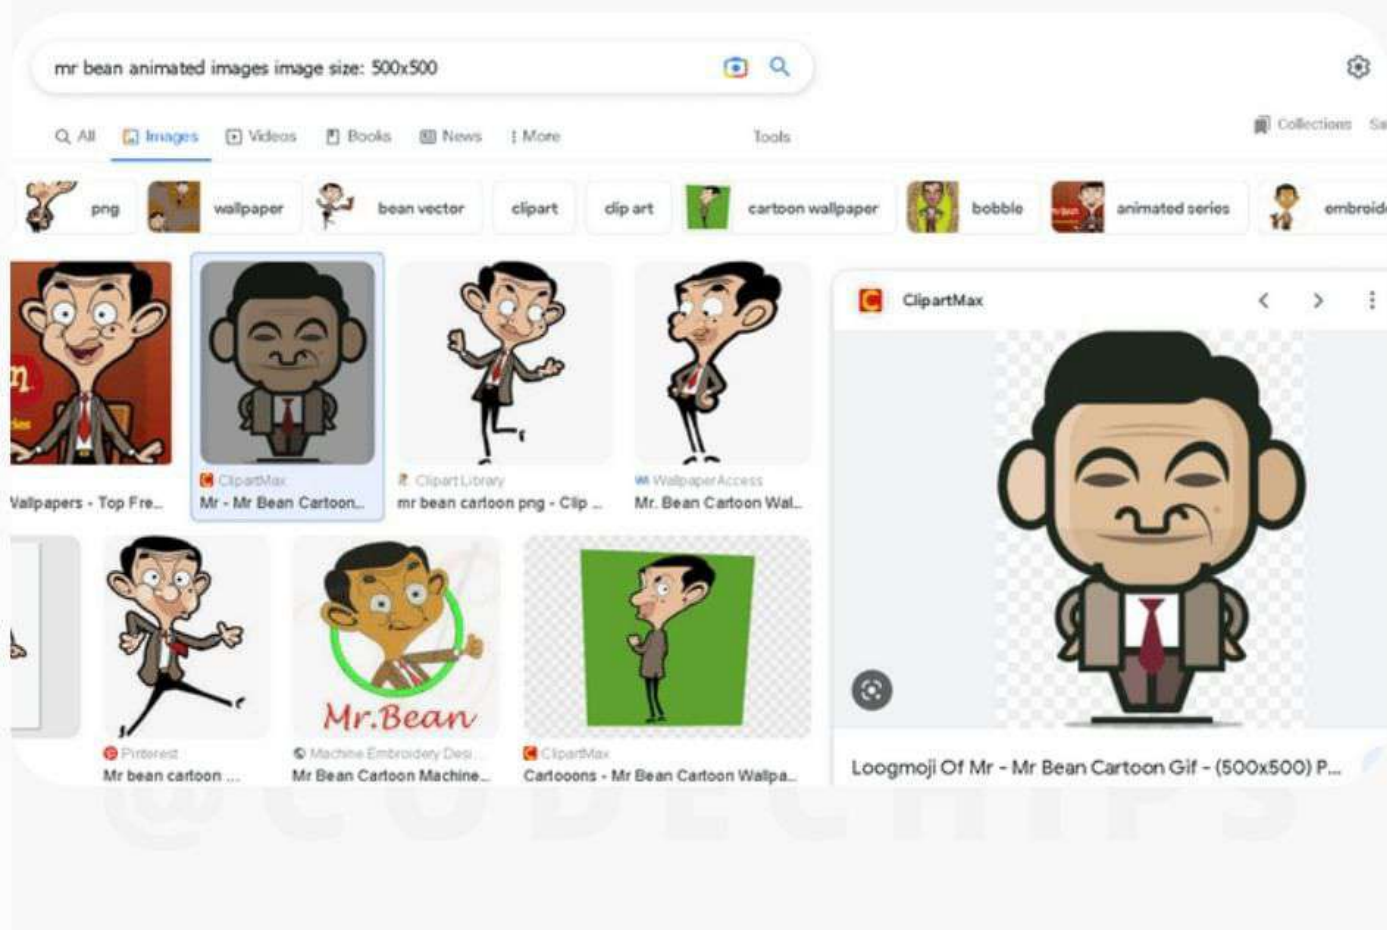 mr bean animated images image size: 500x500
All Images Videos Books News More Tools
Collections
png wallpaper bean vector clipart clip art cartoon wallpaper bobble animated series
ClipartMax
ClipartMax
Clipart Library
WallpaperAccess
Wallpapers - Top Fre...
Mr - Mr Bean Cartoon...
mr bean cartoon png - Clip ...
Mr. Bean Cartoon Wal...
Mr.Bean
Pinterest
Machine Embroidery Desi...
ClipartMax
Mr bean cartoon ...
Mr Bean Cartoon Machine...
Cartooons - Mr Bean Cartoon Wallpa...
Loogmoji Of Mr - Mr Bean Cartoon Gif - (500x500) P...
@CODECHIPS